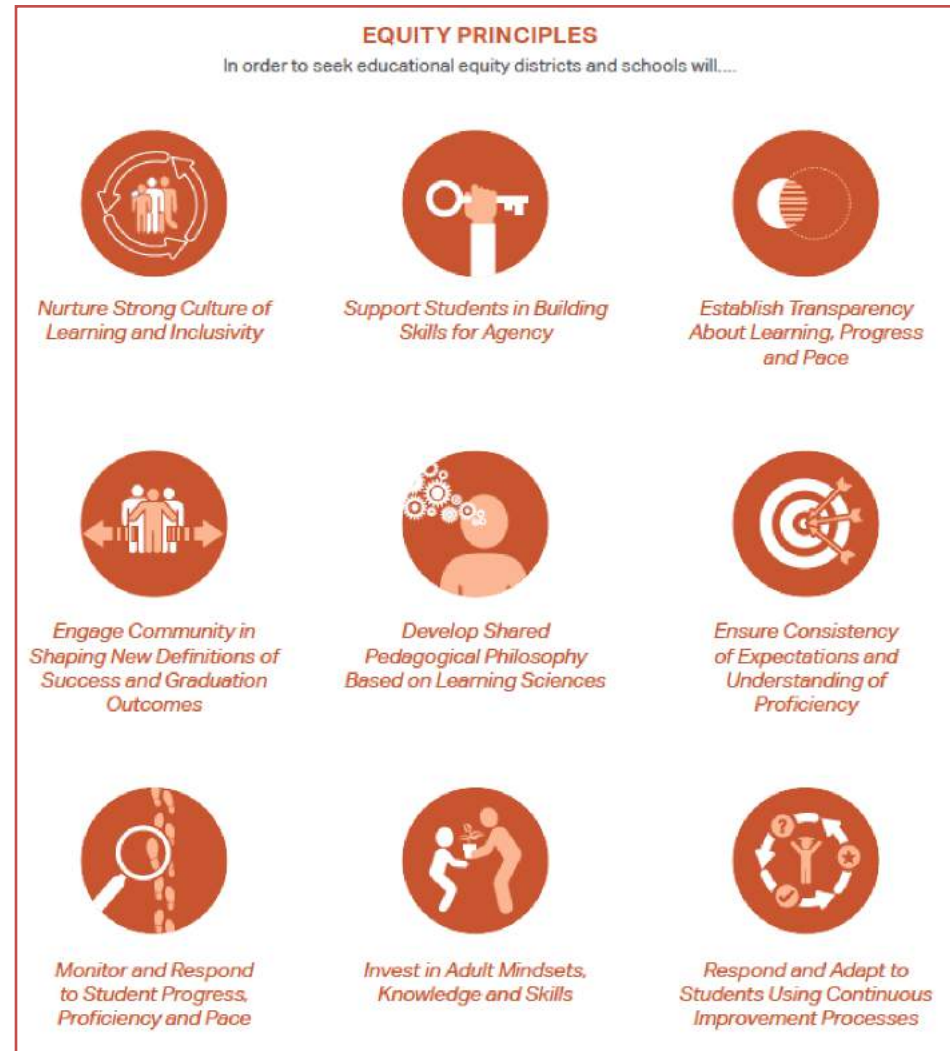 EQUITY PRINCIPLES
In order to seek educational equity districts and schools will....
Nurture Strong Culture of
Learning and Inclusivity
Support Students in Building
Skills for Agency
Establish Transparency
About Learning, Progress
and Pace
Engage Community in
Shaping New Definitions of
Success and Graduation
Outcomes
Develop Shared
Pedagogical Philosophy
Based on Learning Sciences
Ensure Consistency
of Expectations and
Understanding of
Proficiency
Monitor and Respond
to Student Progress,
Proficiency and Pace
Invest in Adult Mindsets,
Knowledge and Skills
?
Respond and Adapt to
Students Using Continuous
Improvement Processes